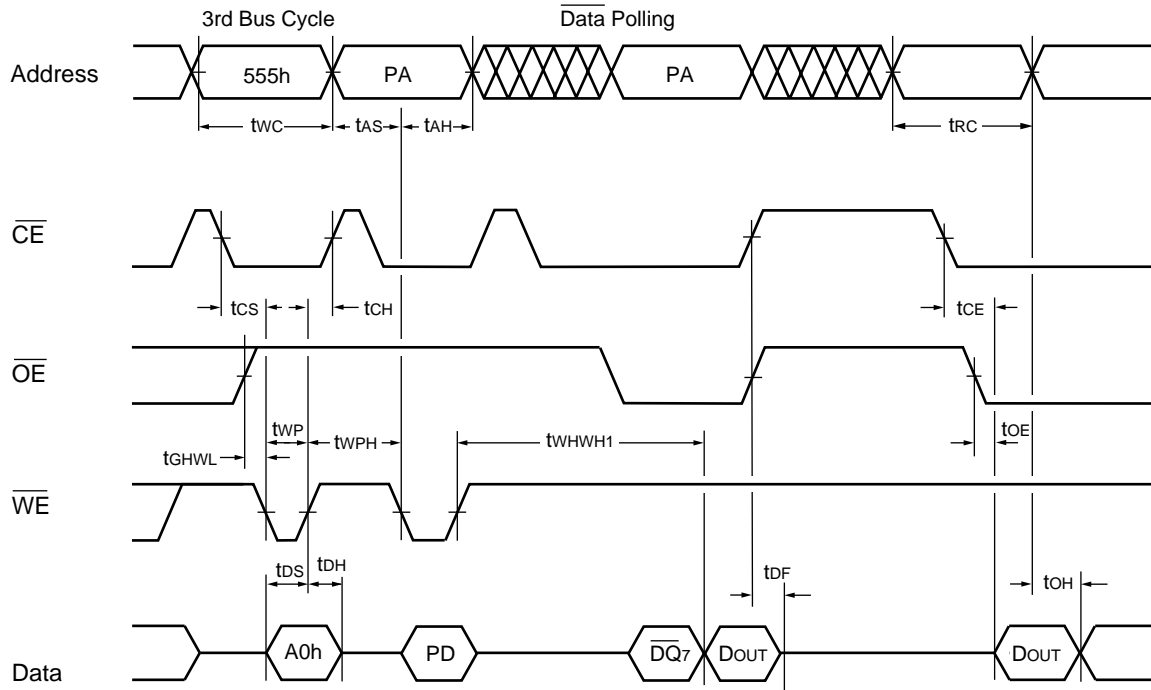 3rd Bus Cycle Data Polling
Address 555h PA PA
tWC tAS tAH tRC
CE
tCS tCH tCE
OE
tWP tWPH tWHWH1 tOE
tGHWL
WE
tDS tDH tDF tOH
Data A0h PD DQ7 DOUT DOUT